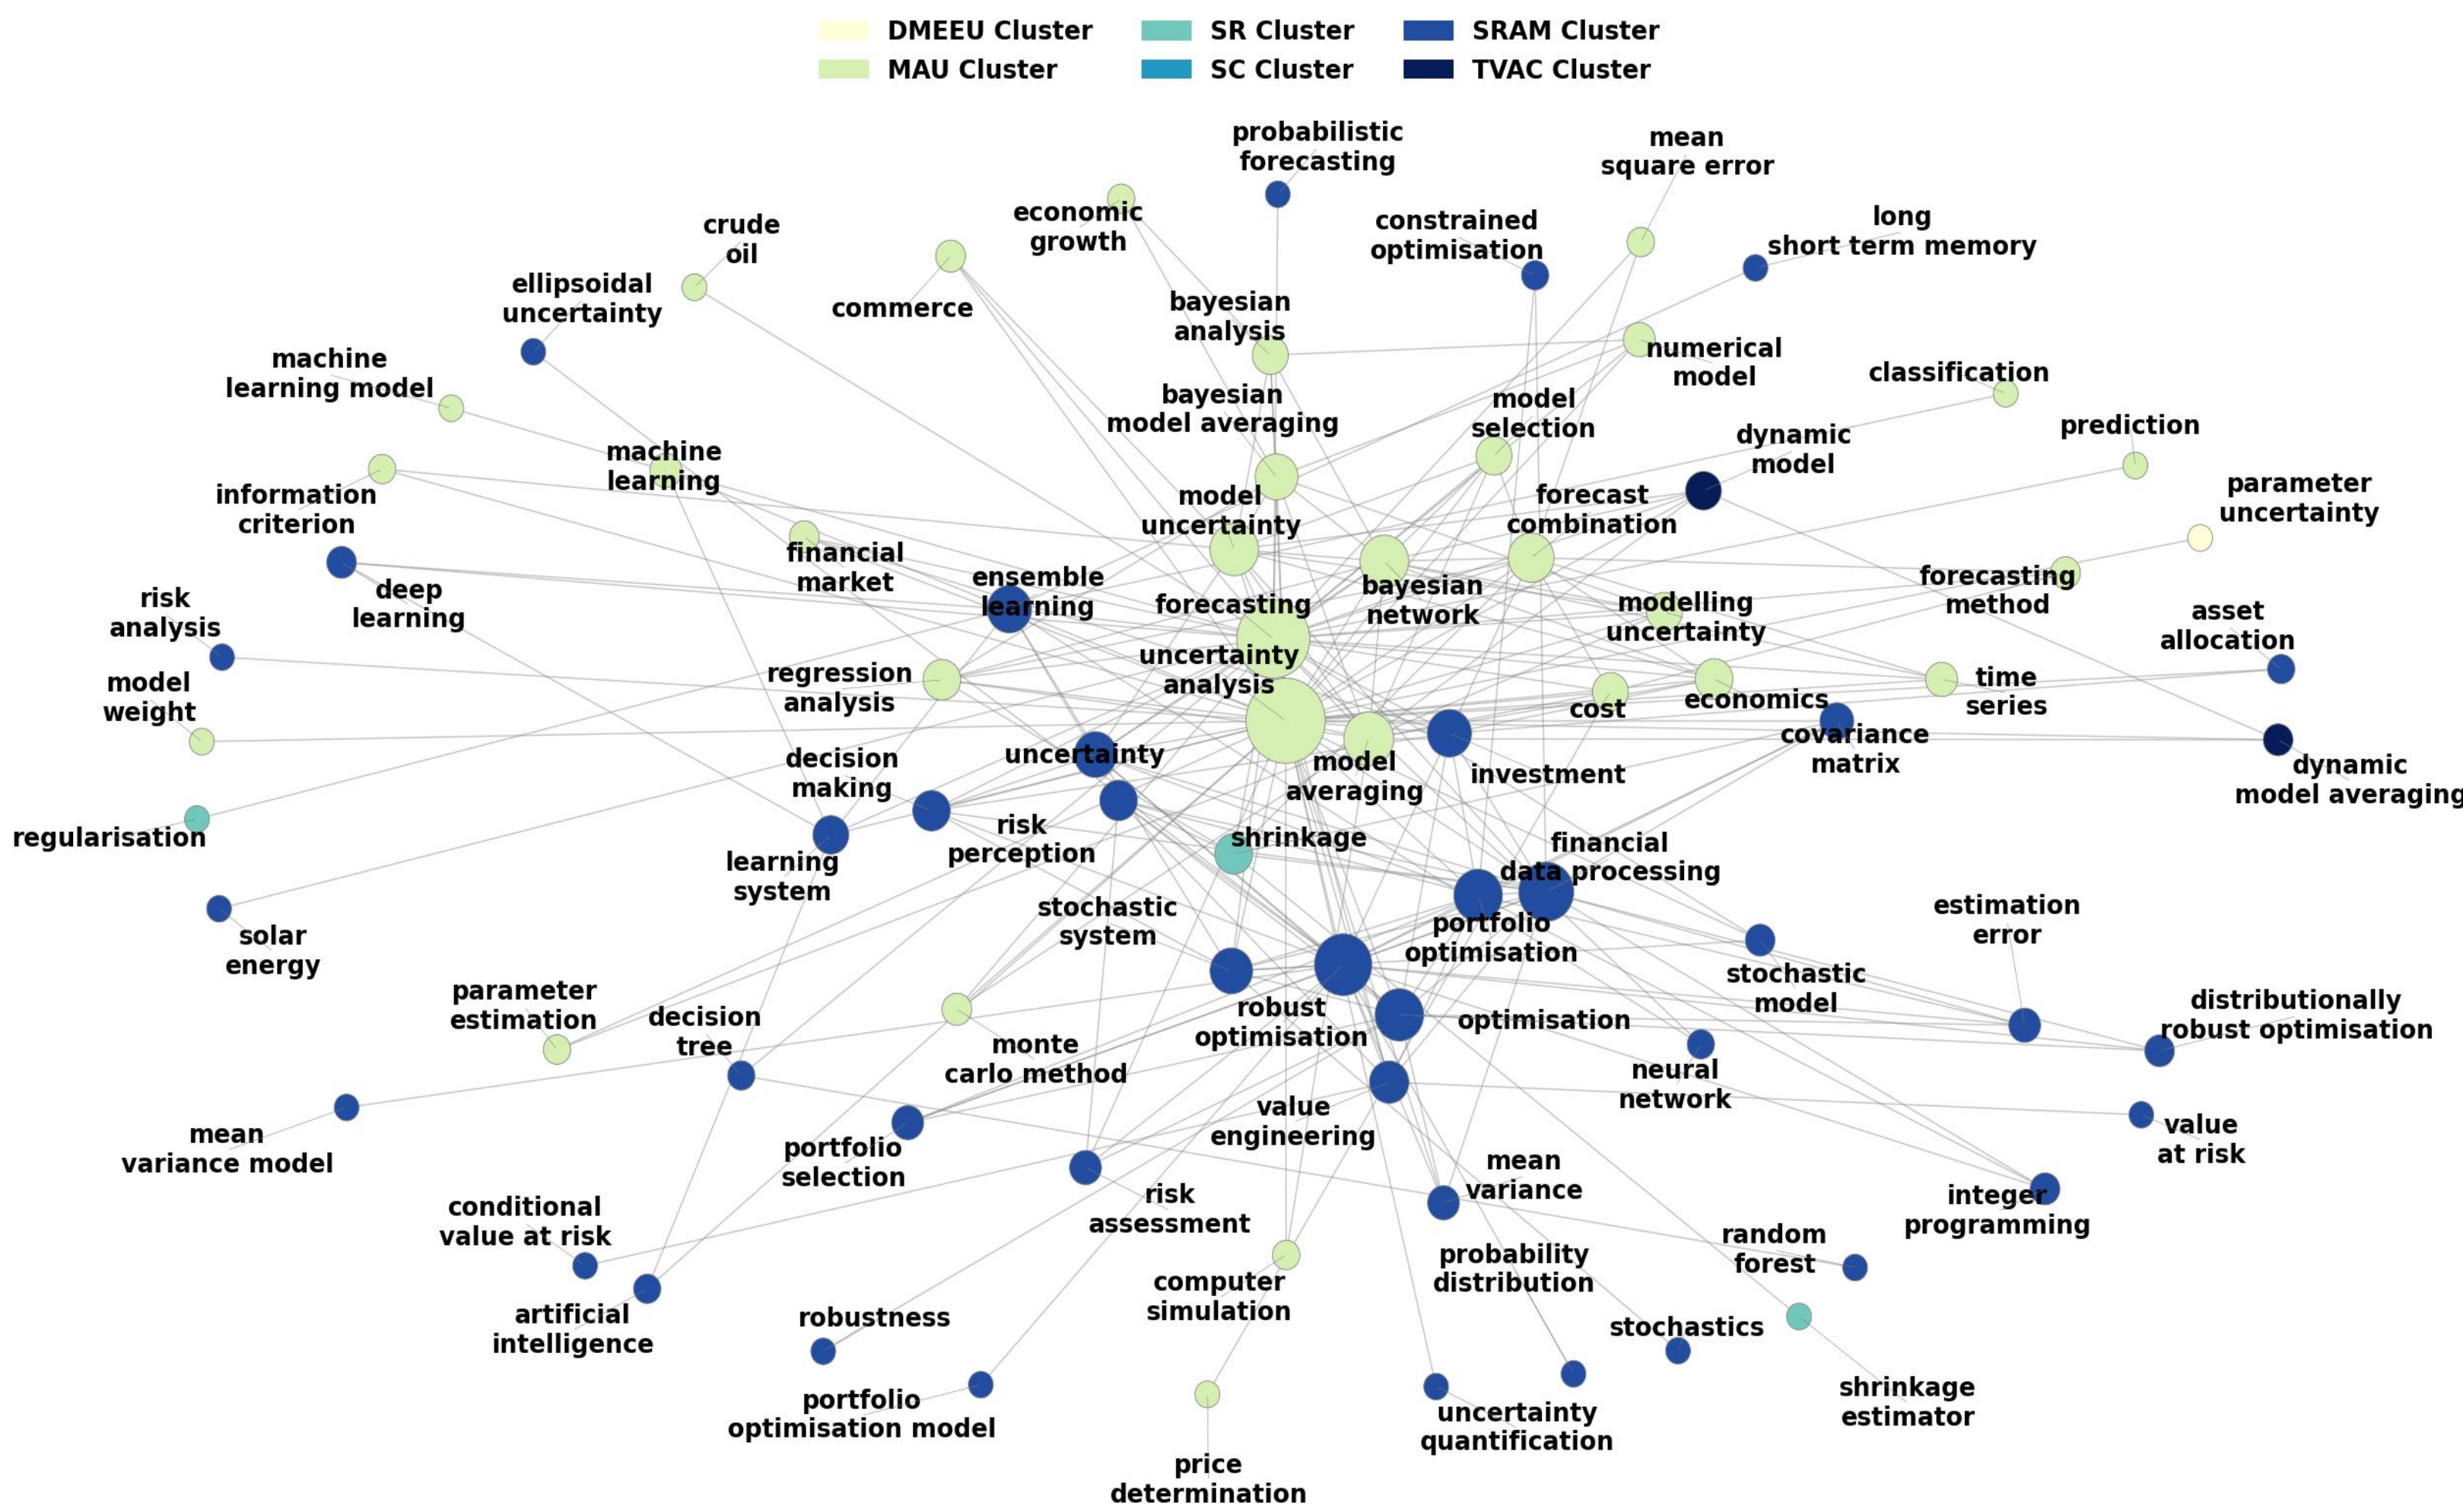 DMEEU Cluster
SR Cluster
SRAM Cluster
MAU Cluster
SC Cluster
TVAC Cluster
probabilistic
forecasting
mean
square error
economic
growth
crude
oil
constrained
optimisation
long
short term memory
ellipsoidal
uncertainty
commerce
bayesian
analysis
machine
learning model
numerical
model
classification
bayesian
model averaging
model
selection
prediction
dynamic
model
machine
learning
information
criterion
model
uncertainty
forecast
combination
parameter
uncertainty
financial
market
deep
learning
ensemble
learning
forecasting
bayesian
network
modelling
uncertainty
forecasting
method
risk
analysis
asset
allocation
uncertainty
analysis
regression
analysis
model
weight
cost
economics
time
series
covariance
matrix
uncertainty
decision
making
model
averaging
investment
dynamic
model averaging
regularisation
risk
perception
shrinkage
financial
data processing
learning
system
stochastic
system
portfolio
optimisation
estimation
error
solar
energy
stochastic
model
parameter
estimation
decision
tree
robust
optimisation
optimisation
distributionally
robust optimisation
monte
carlo method
neural
network
mean
variance model
value
engineering
value
at risk
portfolio
selection
mean
variance
risk
assessment
integer
programming
conditional
value at risk
random
forest
probability
distribution
computer
simulation
artificial
intelligence
robustness
stochastics
portfolio
optimisation model
uncertainty
quantification
shrinkage
estimator
price
determination